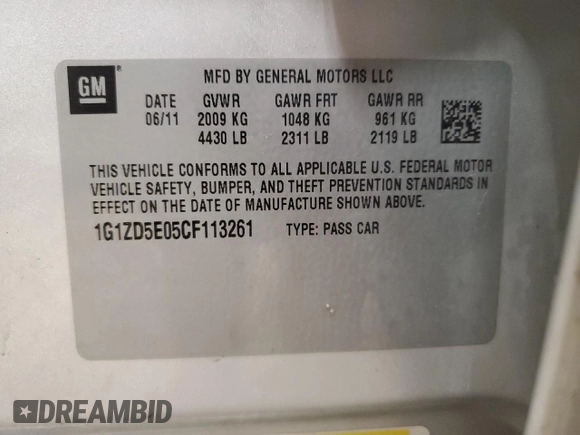 GM
MFD BY GENERAL MOTORS LLC
DATE GVWR GAWR FRT GAWR RR
06/11 2009 KG 1048 KG 961 KG
4430 LB 2311 LB 2119 LB
THIS VEHICLE CONFORMS TO ALL APPLICABLE U.S. FEDERAL MOTOR
VEHICLE SAFETY, BUMPER, AND THEFT PREVENTION STANDARDS IN
EFFECT ON THE DATE OF MANUFACTURE SHOWN ABOVE.
1G1ZD5E05CF113261 TYPE: PASS CAR
DREAMBID